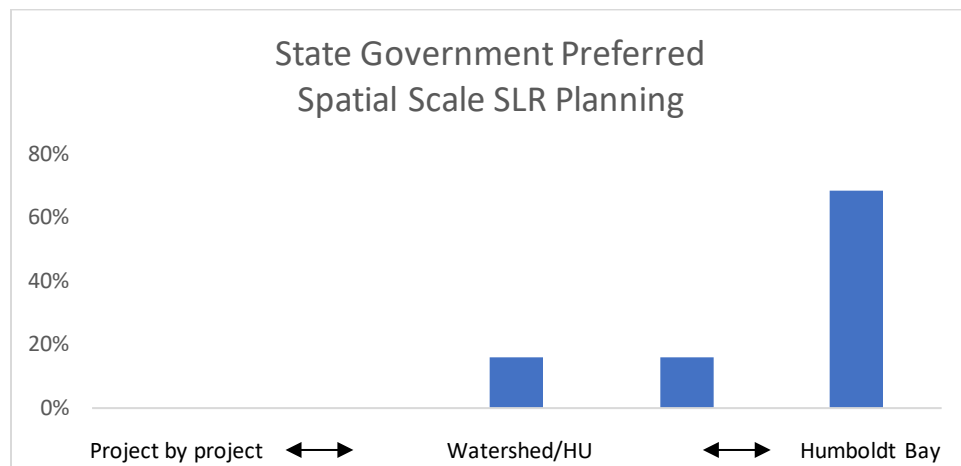 State Government Preferred
Spatial Scale SLR Planning
80%
60%
40%
20%
0%
Project by project
Watershed/HU
Humboldt Bay